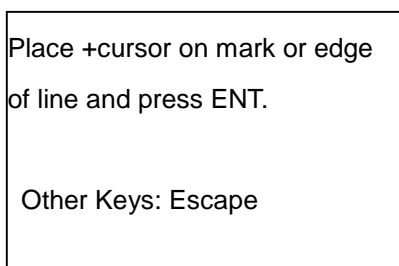 Place +cursor on mark or edge
of line and press ENT.
Other Keys: Escape